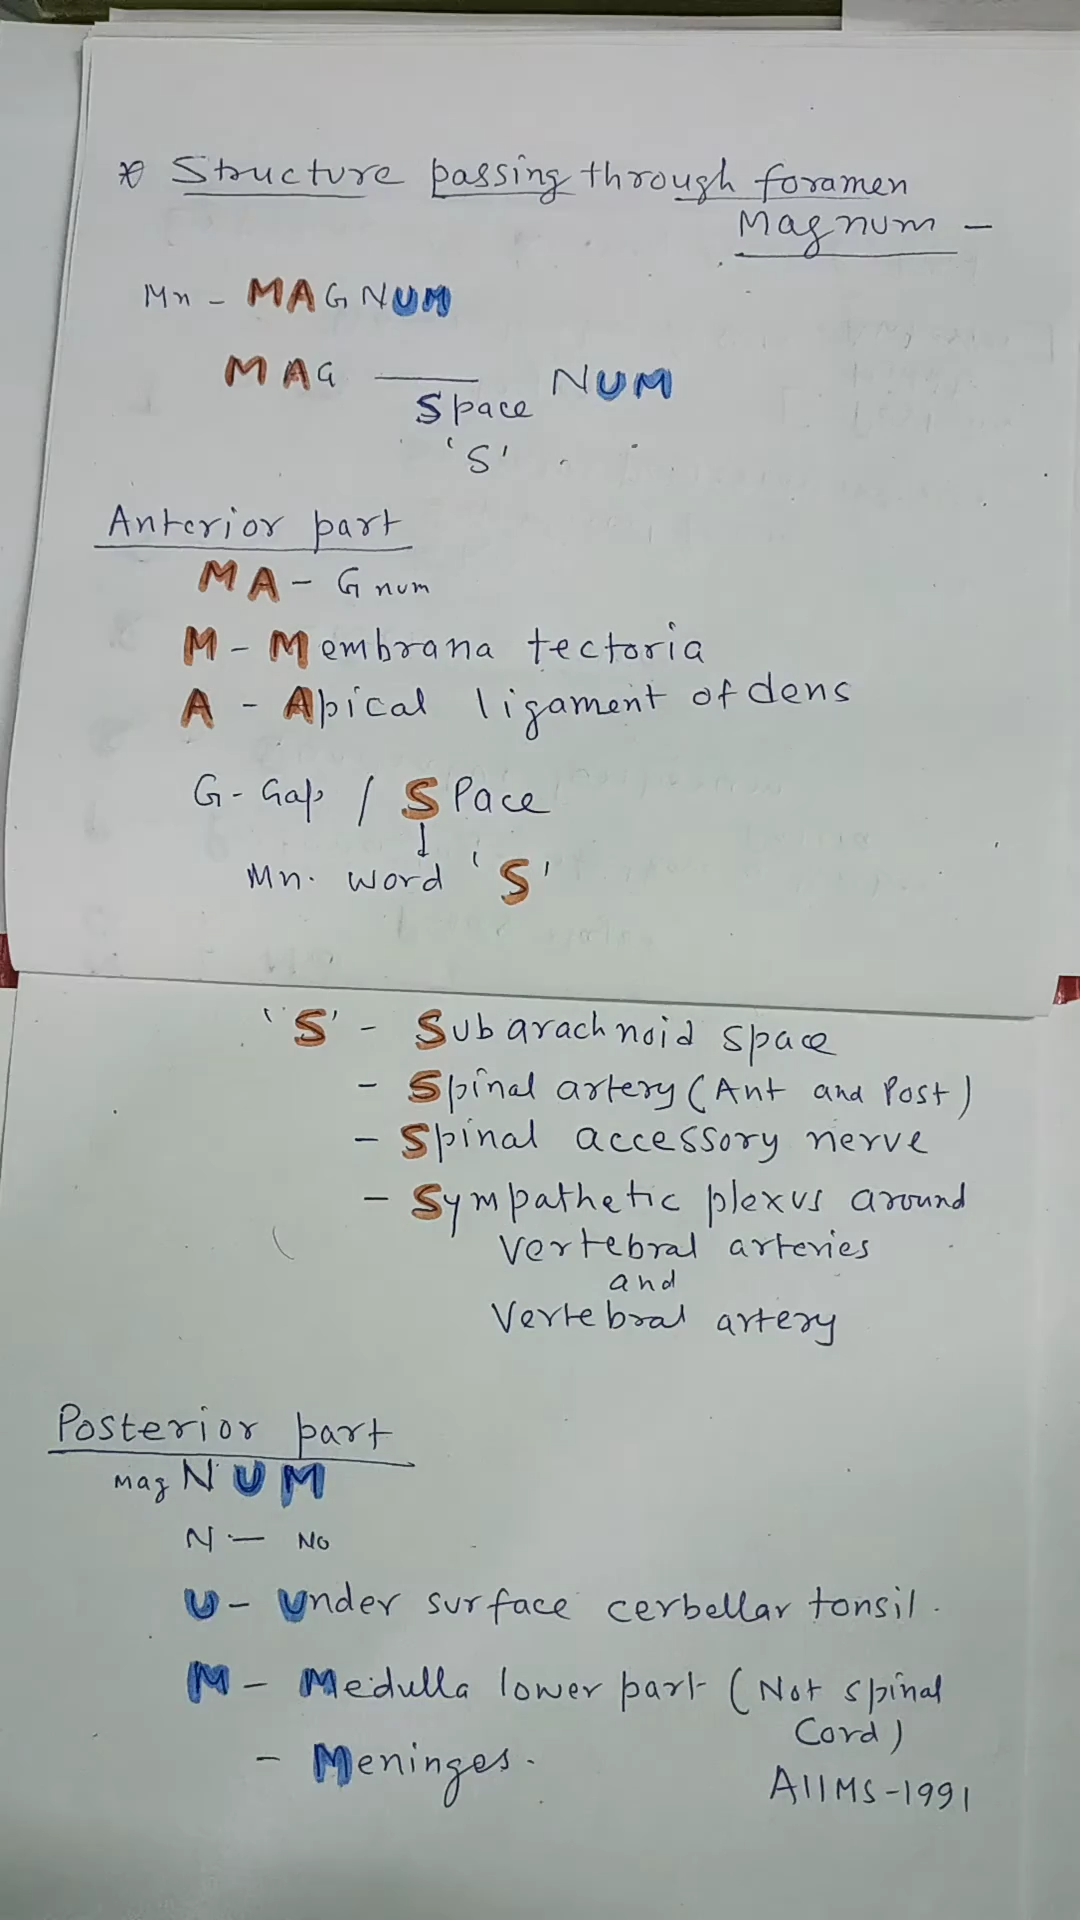 * Structure passing through foramen
Magnum -
Mn - MAGNUM
MAG ___ NUM
Space
'S'
Anterior part
MA - Gnum
M - Membrana tectoria
A - Apical ligament of dens
G - Gap / SPace
↓
Mn. word 'S'
'S' - Subarachnoid space
- Spinal artery (Ant and Post)
- Spinal accessory nerve
- Sympathetic plexus around
Vertebral arteries
and
Vertebral artery
Posterior part
mag NUM
N - No
U - Under surface cerbellar tonsil.
M - Medulla lower part (Not spinal
Cord)
- Meninges.
AIIMS-1991